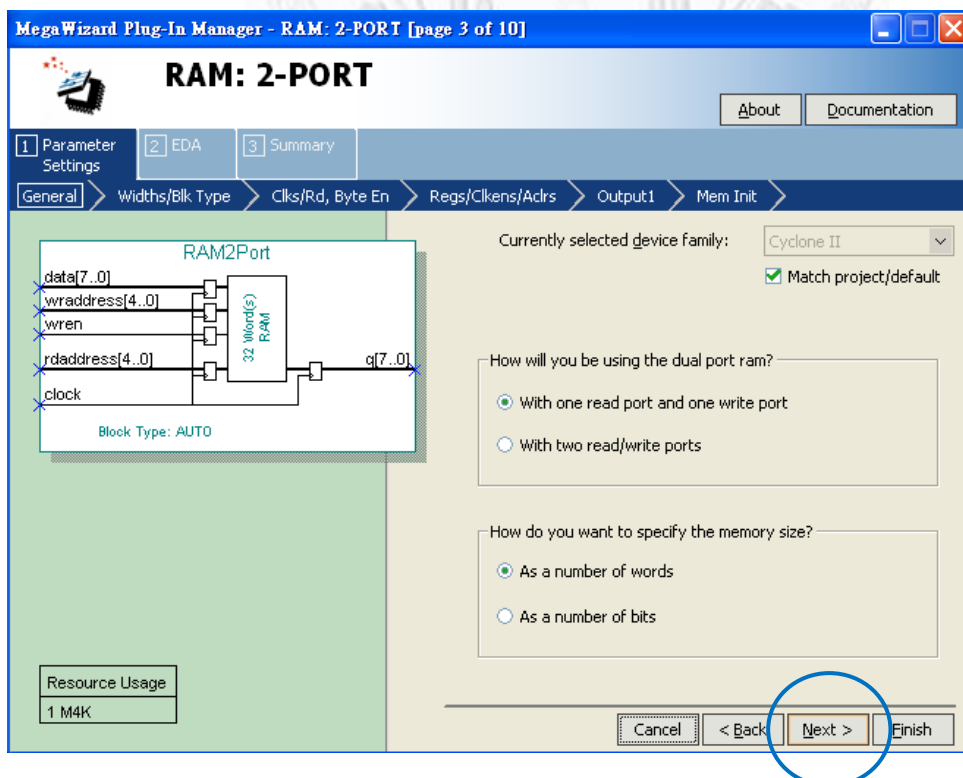 MegaWizard Plug-In Manager - RAM: 2-PORT [page 3 of 10]
RAM: 2-PORT
About
Documentation
1 Parameter Settings
2 EDA
3 Summary
General
Widths/Blk Type
Clks/Rd, Byte En
Regs/Clkens/Aclrs
Output1
Mem Init
RAM2Port
data[7..0]
wraddress[4..0]
wren
rdaddress[4..0]
clock
32 Word(s)
RAM
q[7..0]
Block Type: AUTO
Currently selected device family:
Cyclone II
Match project/default
How will you be using the dual port ram?
With one read port and one write port
With two read/write ports
How do you want to specify the memory size?
As a number of words
As a number of bits
Resource Usage
1 M4K
Cancel
< Back
Next >
Finish